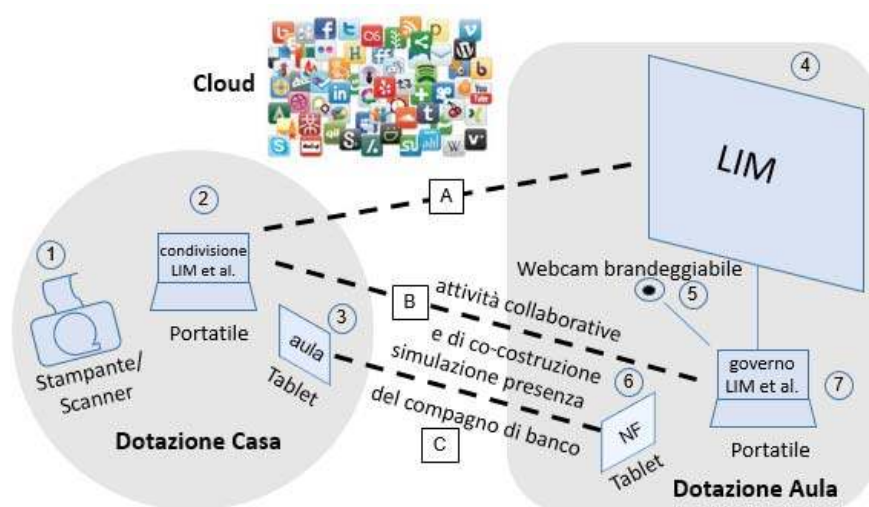 Cloud
4
LIM
A
2
condivisione
LIM et al.
Portatile
1
Stampante/
Scanner
3
aula
Tablet
Dotazione Casa
Webcam brandeggiabile
5
B
attività collaborative
e di co-costruzione
simulazione presenza
del compagno di banco
C
6
NF
Tablet
governo
LIM et al.
7
Portatile
Dotazione Aula